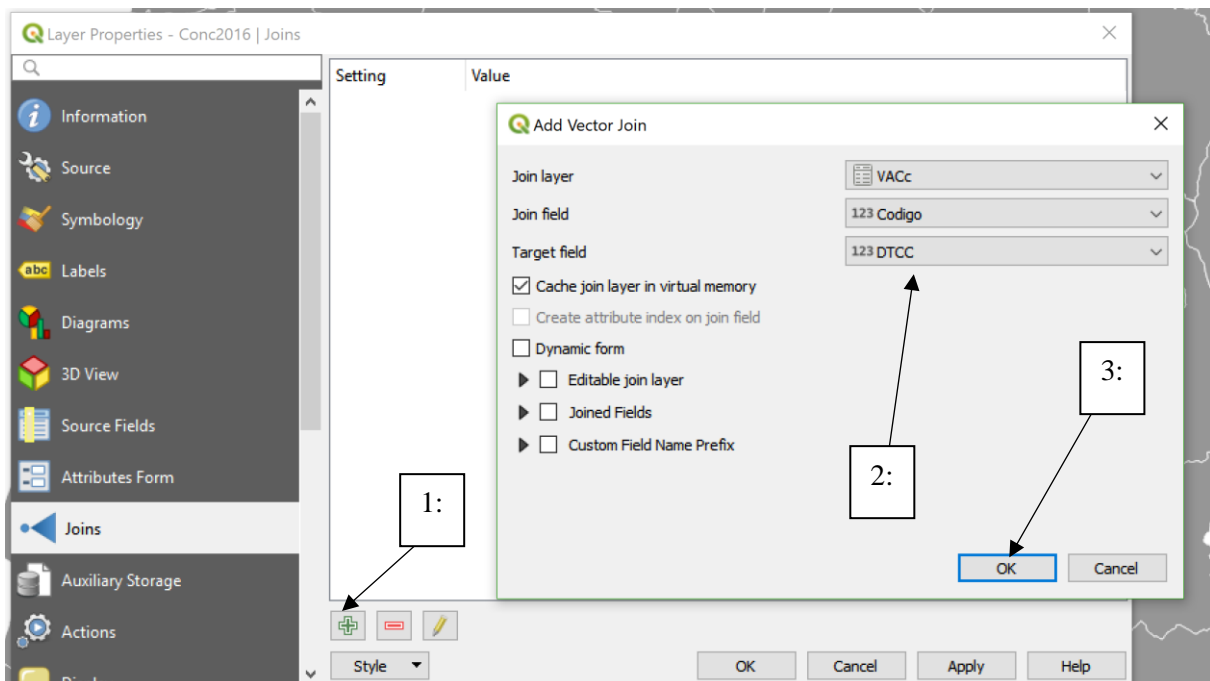 Layer Properties - Conc2016 | Joins
Information
Source
Symbology
abc Labels
Diagrams
3D View
Source Fields
Attributes Form
Joins
Auxiliary Storage
Actions
Setting Value
Add Vector Join
Join layer VACc
Join field 123 Codigo
Target field 123 DTCC
Cache join layer in virtual memory
Create attribute index on join field
Dynamic form
Editable join layer
Joined Fields
Custom Field Name Prefix
1:
2:
3:
OK Cancel
Style OK Cancel Apply Help